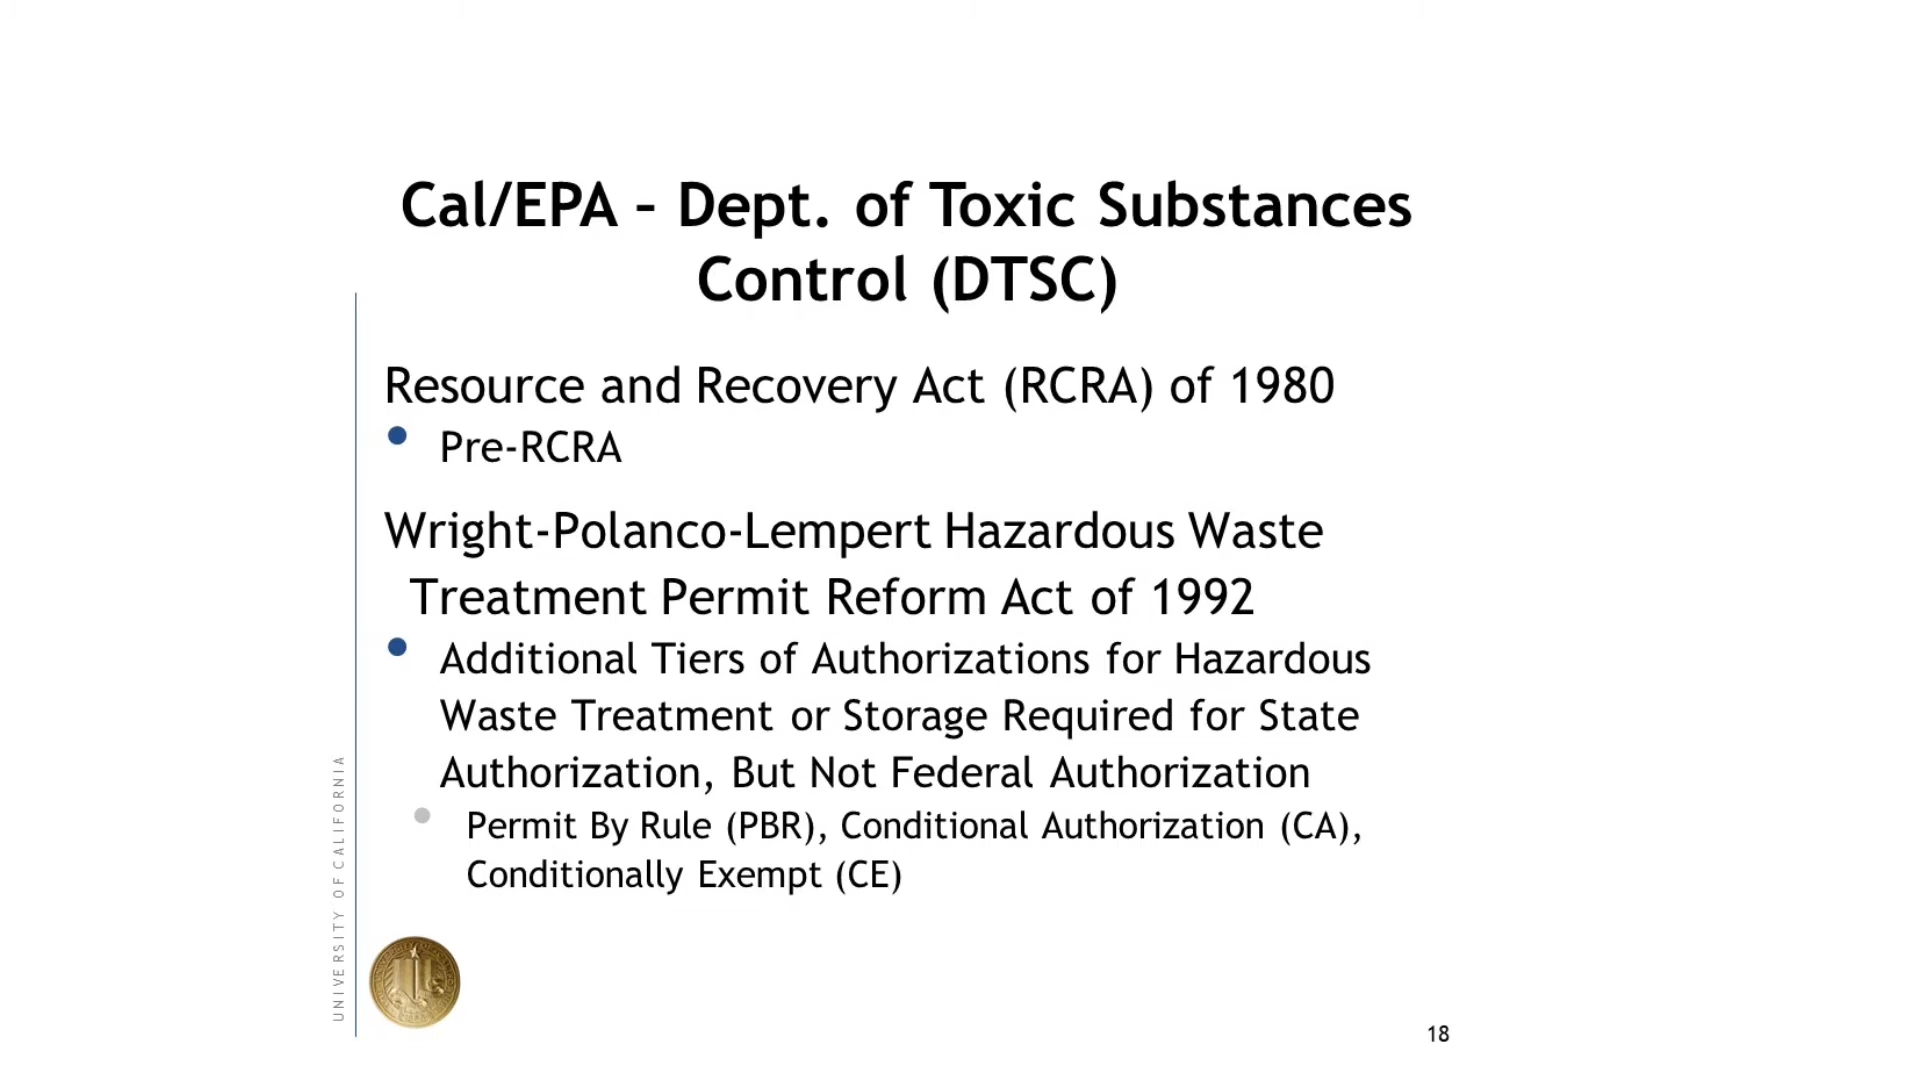 Cal/EPA – Dept. of Toxic Substances
Control (DTSC)
Resource and Recovery Act (RCRA) of 1980
• Pre-RCRA
Wright-Polanco-Lempert Hazardous Waste
Treatment Permit Reform Act of 1992
• Additional Tiers of Authorizations for Hazardous
Waste Treatment or Storage Required for State
Authorization, But Not Federal Authorization
• Permit By Rule (PBR), Conditional Authorization (CA),
Conditionally Exempt (CE)
UNIVERSITY OF CALIFORNIA
18